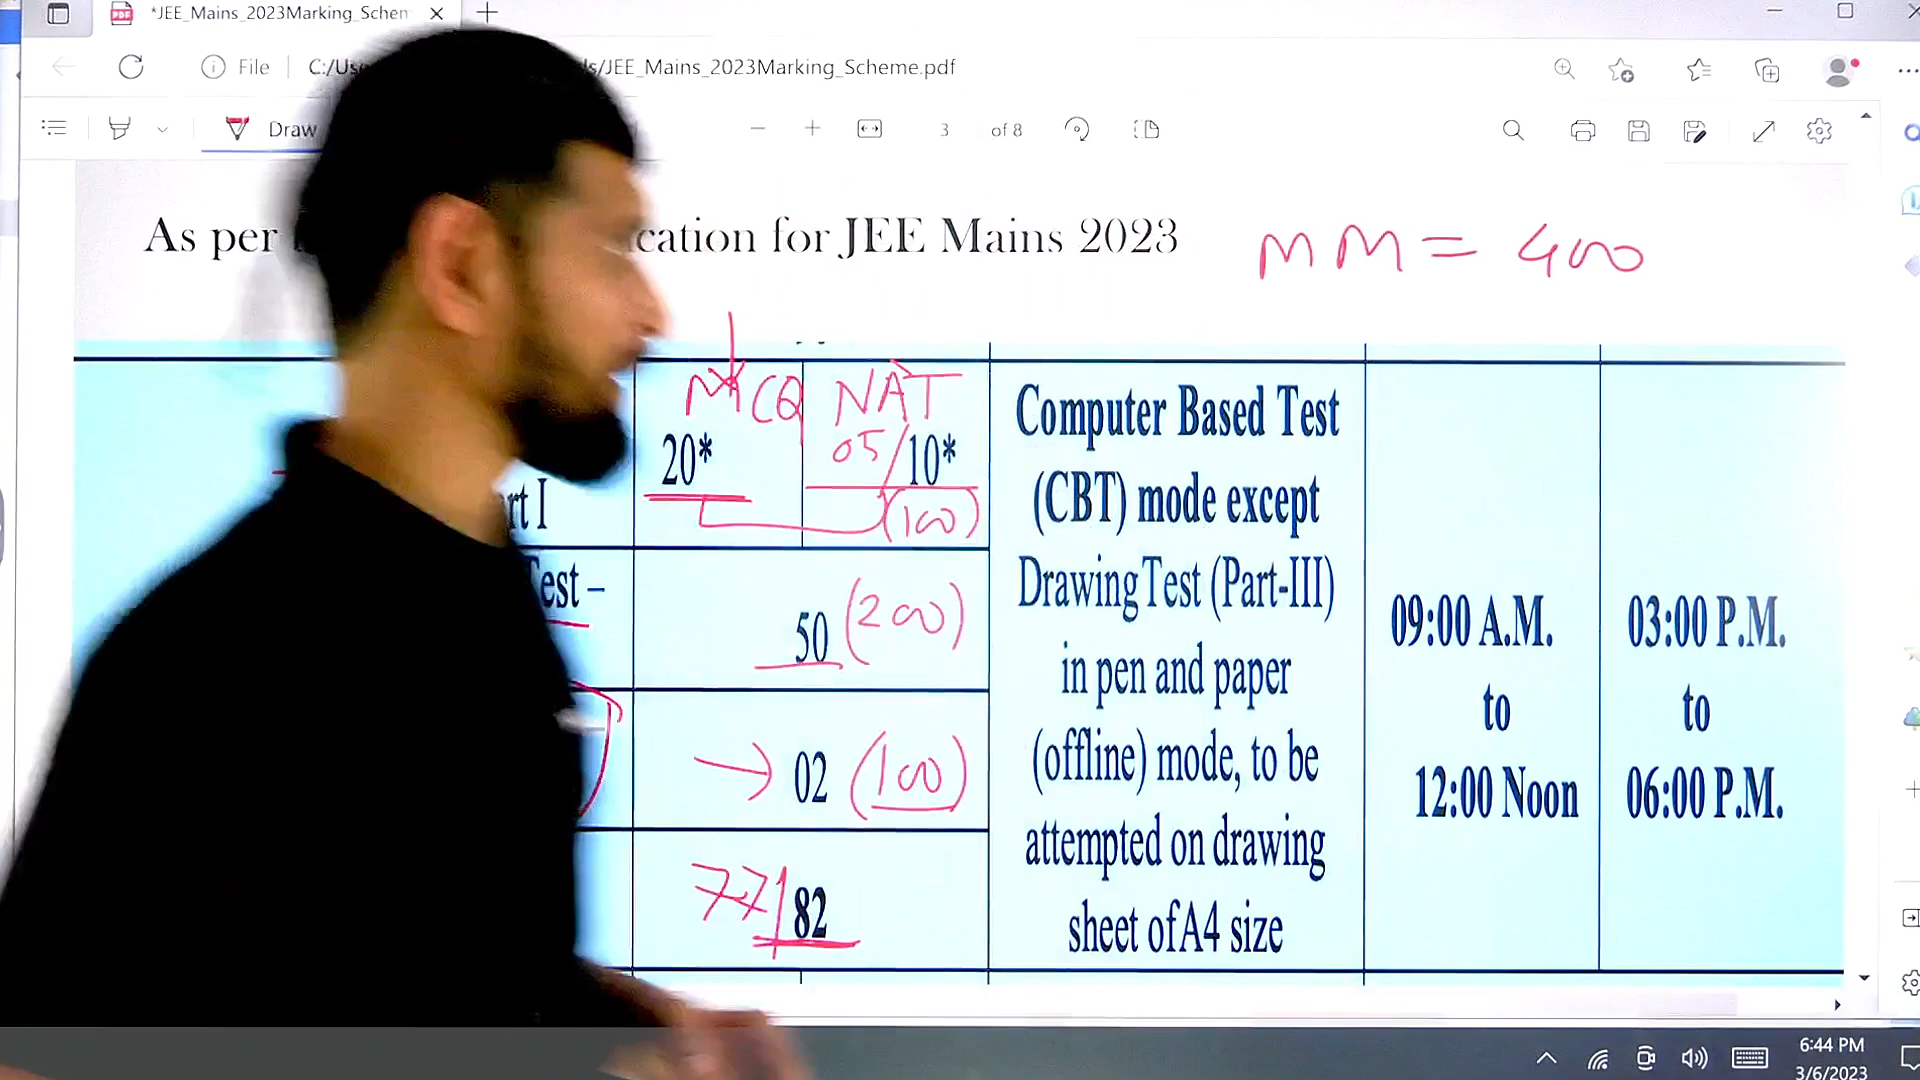 *JEE_Mains_2023Marking_Schen
File
C:/Use
s/JEE_Mains_2023Marking_Scheme.pdf
Draw
3 of 8
As per
cation for JEE Mains 2023
MM = 400
MCQ NAT
20* 05/10*
rt I
(100)
Test –
50 (200)
02 (100)
77/82
Computer Based Test
(CBT) mode except
Drawing Test (Part-III)
in pen and paper
(offline) mode, to be
attempted on drawing
sheet of A4 size
09:00 A.M.
to
12:00 Noon
03:00 P.M.
to
06:00 P.M.
6:44 PM
3/6/2023